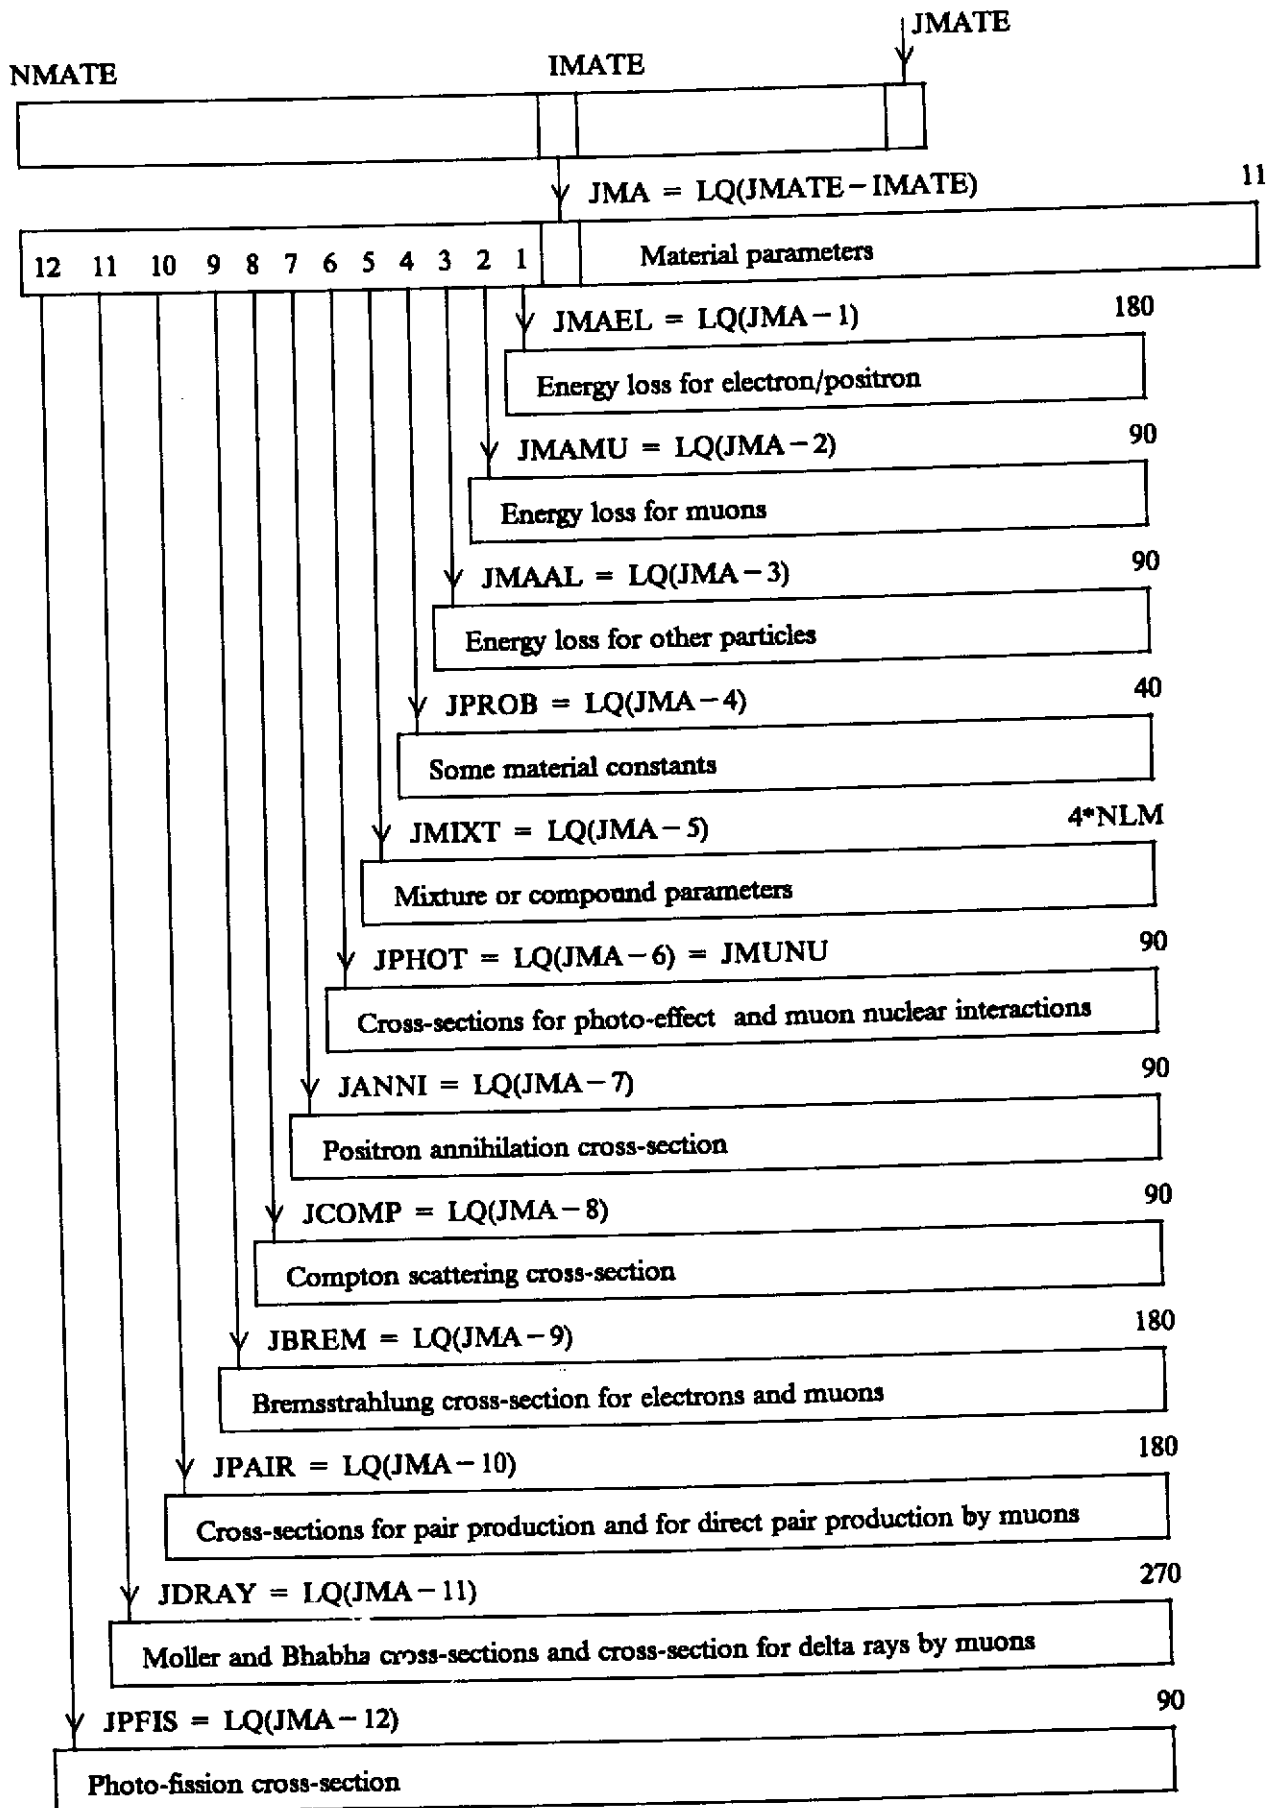 JMATE
NMATE IMATE
JMA = LQ(JMATE-IMATE) 11
12 11 10 9 8 7 6 5 4 3 2 1 Material parameters
JMAEL = LQ(JMA-1) 180
Energy loss for electron/positron
JMAMU = LQ(JMA-2) 90
Energy loss for muons
JMAAL = LQ(JMA-3) 90
Energy loss for other particles
JPROB = LQ(JMA-4) 40
Some material constants
JMIXT = LQ(JMA-5) 4*NLM
Mixture or compound parameters
JPHOT = LQ(JMA-6) = JMUNU 90
Cross-sections for photo-effect and muon nuclear interactions
JANNI = LQ(JMA-7) 90
Positron annihilation cross-section
JCOMP = LQ(JMA-8) 90
Compton scattering cross-section
JBREM = LQ(JMA-9) 180
Bremsstrahlung cross-section for electrons and muons
JPAIR = LQ(JMA-10) 180
Cross-sections for pair production and for direct pair production by muons
JDRAY = LQ(JMA-11) 270
Moller and Bhabha cross-sections and cross-section for delta rays by muons
JPFIS = LQ(JMA-12) 90
Photo-fission cross-section